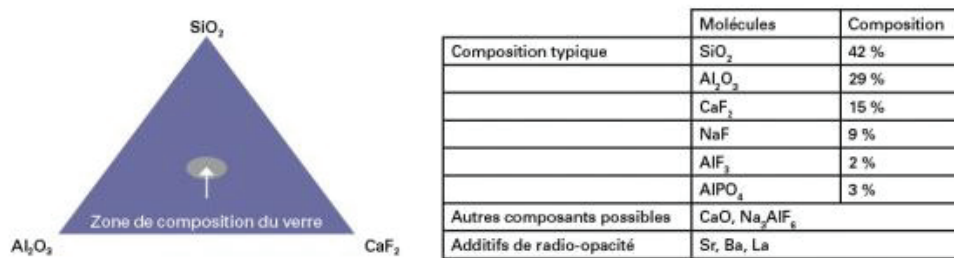 SiO₂
Zone de composition du verre
Al₂O₃
CaF₂
Molécules Composition
Composition typique SiO₂ 42 %
Al₂O₃ 29 %
CaF₂ 15 %
NaF 9 %
AlF₃ 2 %
AlPO₄ 3 %
Autres composants possibles CaO, Na₃AlF₆
Additifs de radio-opacité Sr, Ba, La